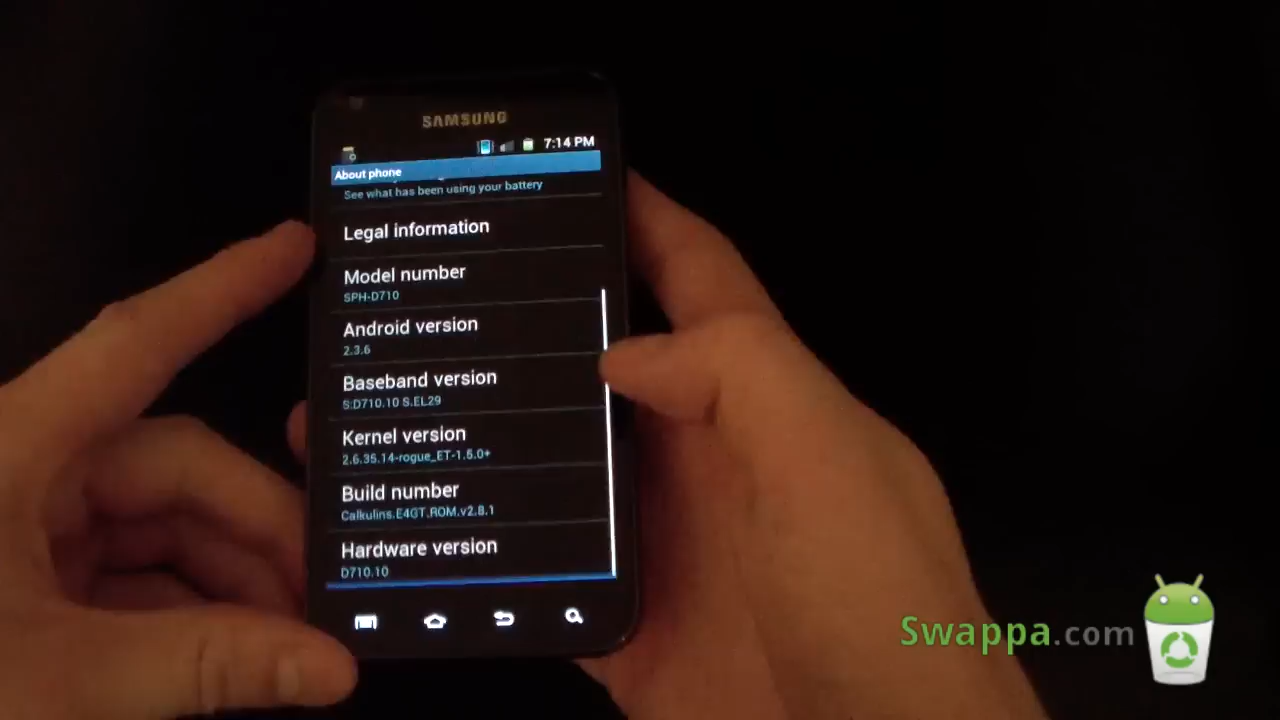 SAMSUNG
7:14 PM
About phone
See what has been using your battery
Legal information
Model number
SPH-D710
Android version
2.3.6
Baseband version
S:D710.10 S.EL29
Kernel version
2.6.35.14-rogue_ET-1.5.0+
Build number
Calkulins.E4GT.ROM.v2.8.1
Hardware version
D710.10
Swappa.com